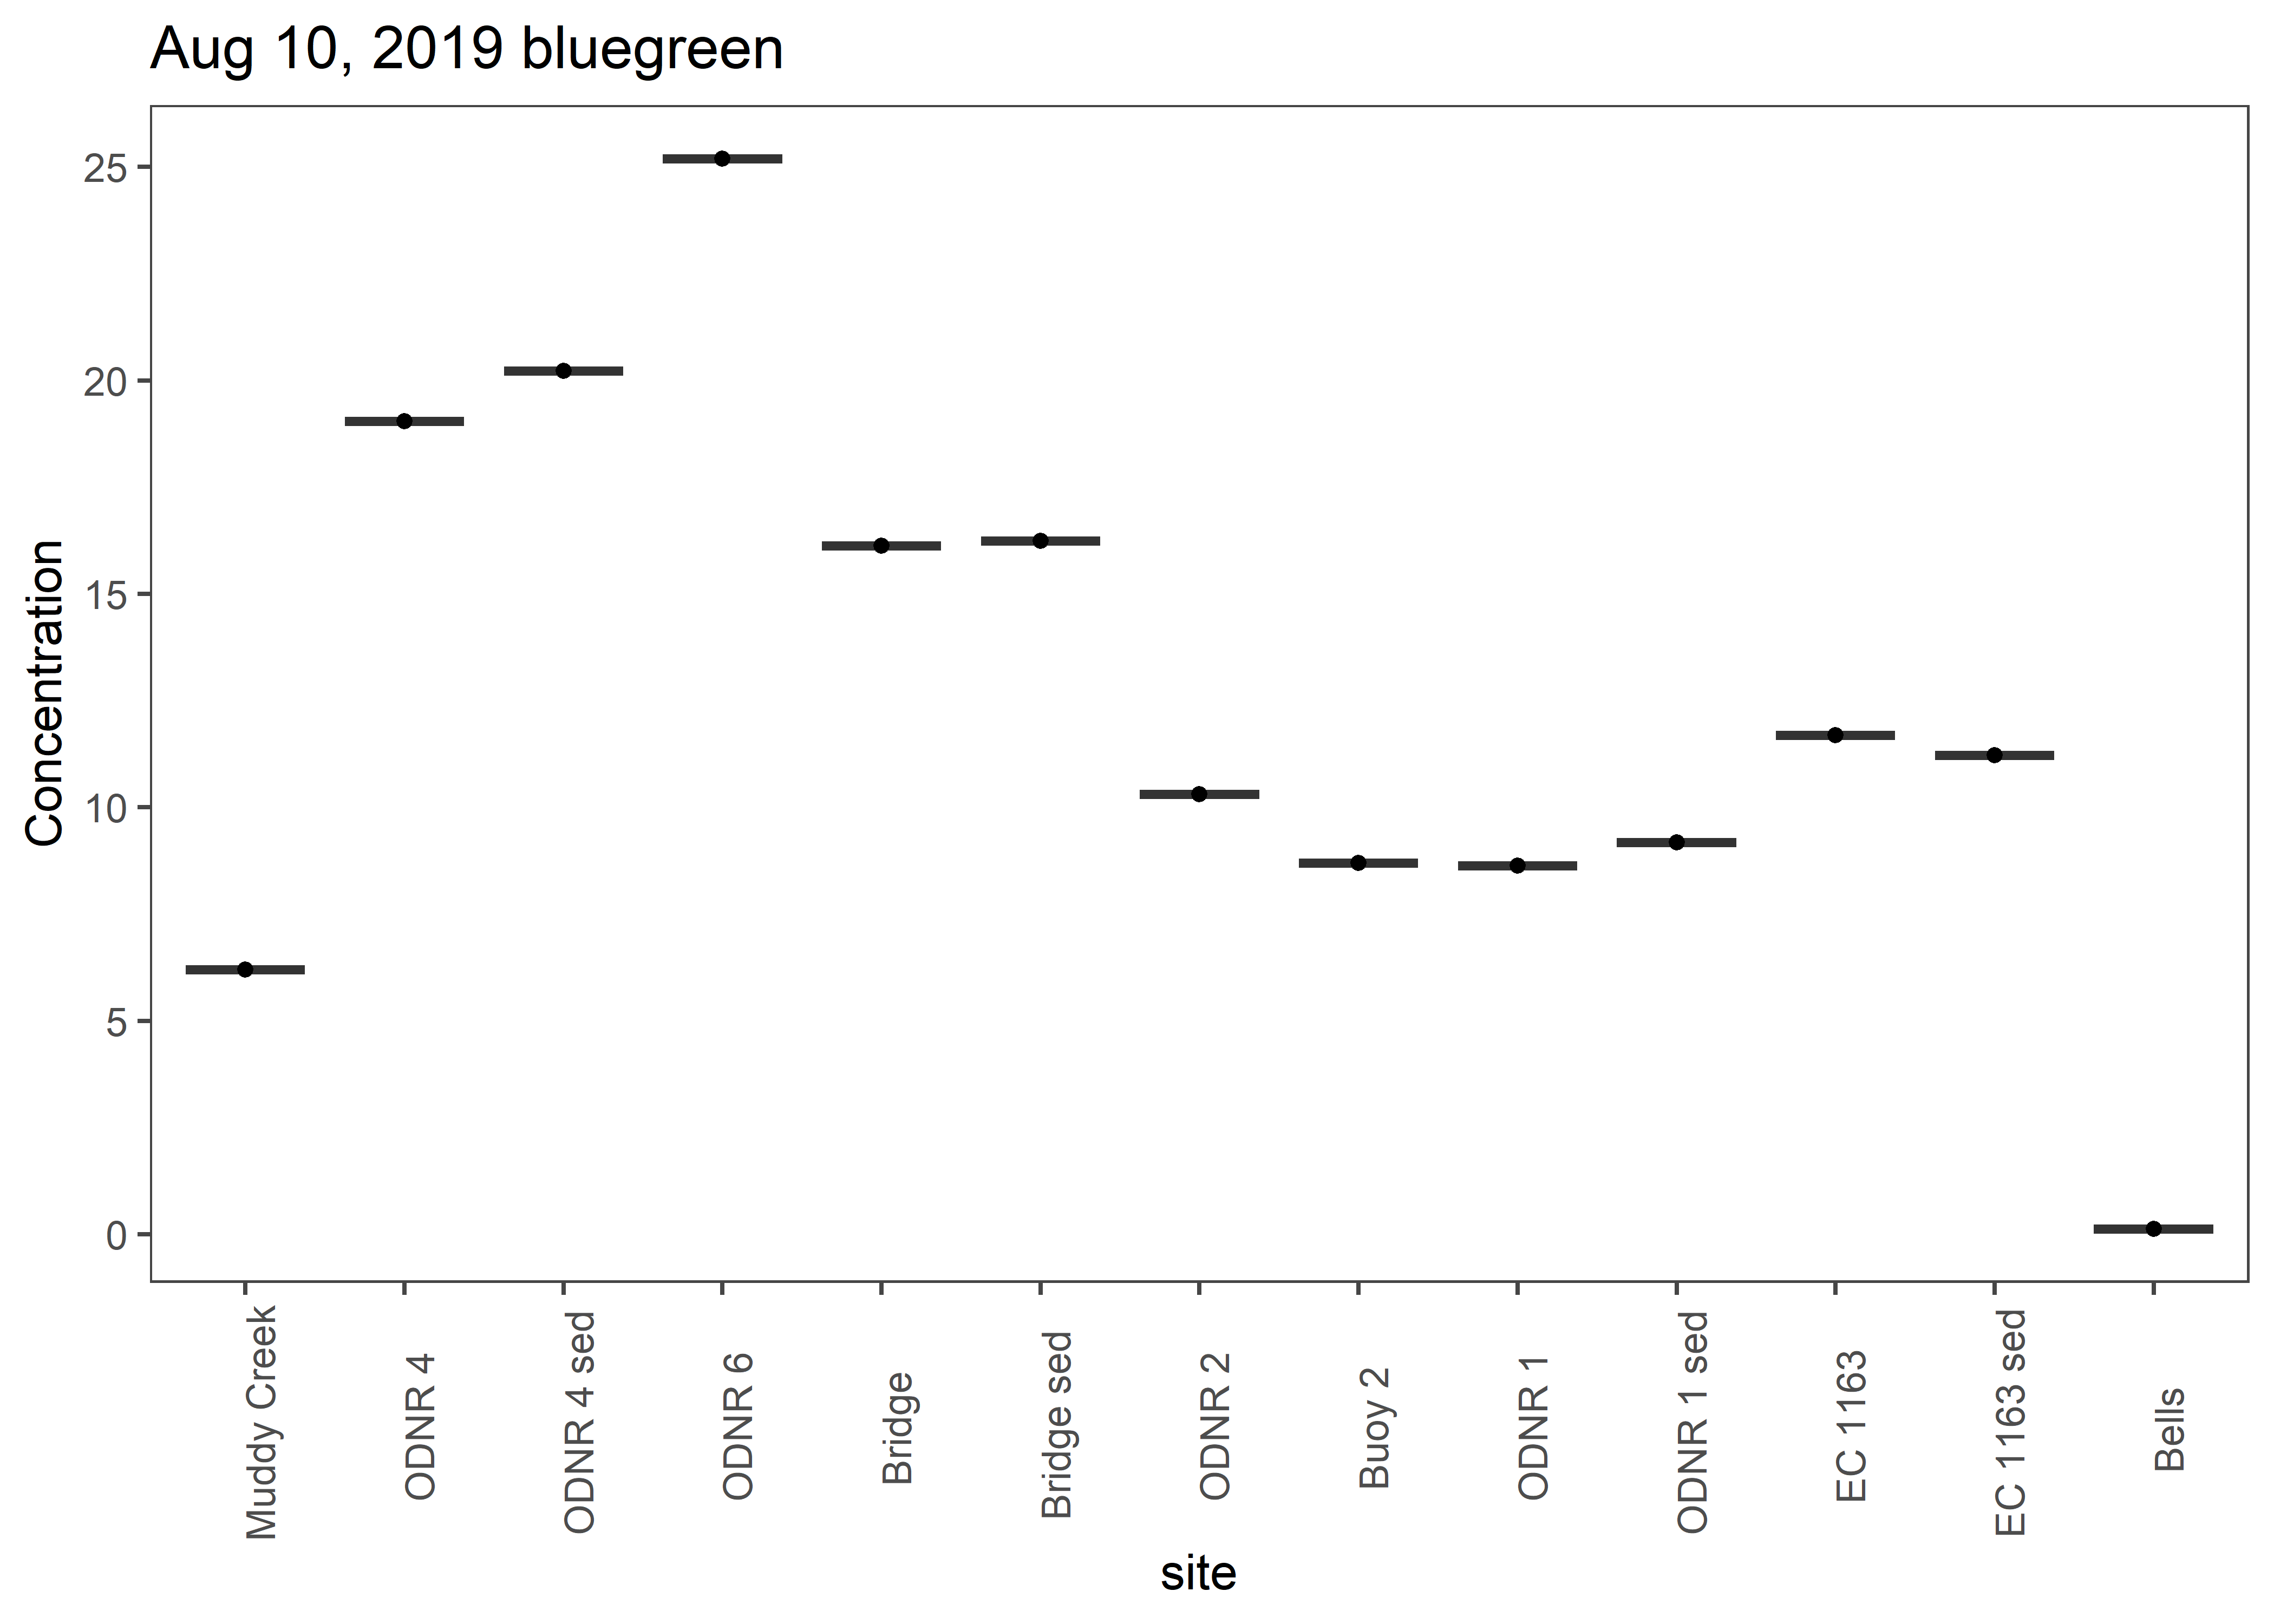 Aug 10, 2019 bluegreen
Concentration
25
20
15
10
5
0
Muddy Creek
ODNR 4
ODNR 4 sed
ODNR 6
Bridge
Bridge sed
ODNR 2
Buoy 2
ODNR 1
ODNR 1 sed
EC 1163
EC 1163 sed
Bells
site